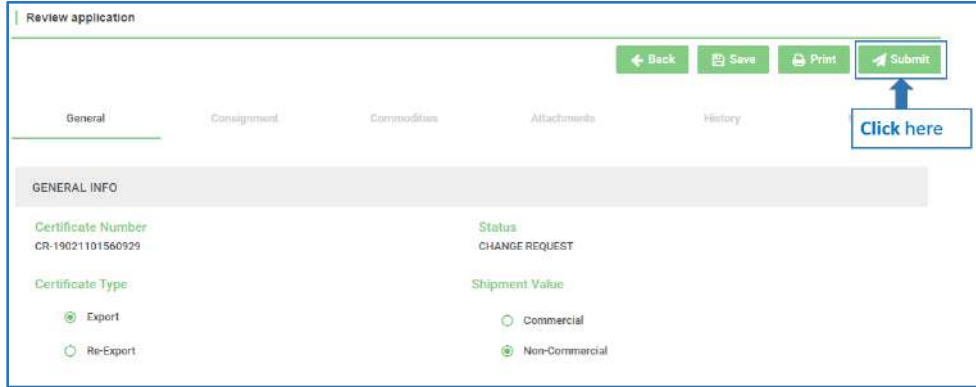 Review application
Back Save Print Submit
General Consignment Commodities Attachments History
Click here
GENERAL INFO
Certificate Number Status
CR-19021101560929 CHANGE REQUEST
Certificate Type Shipment Value
Export Commercial
Re-Export Non-Commercial